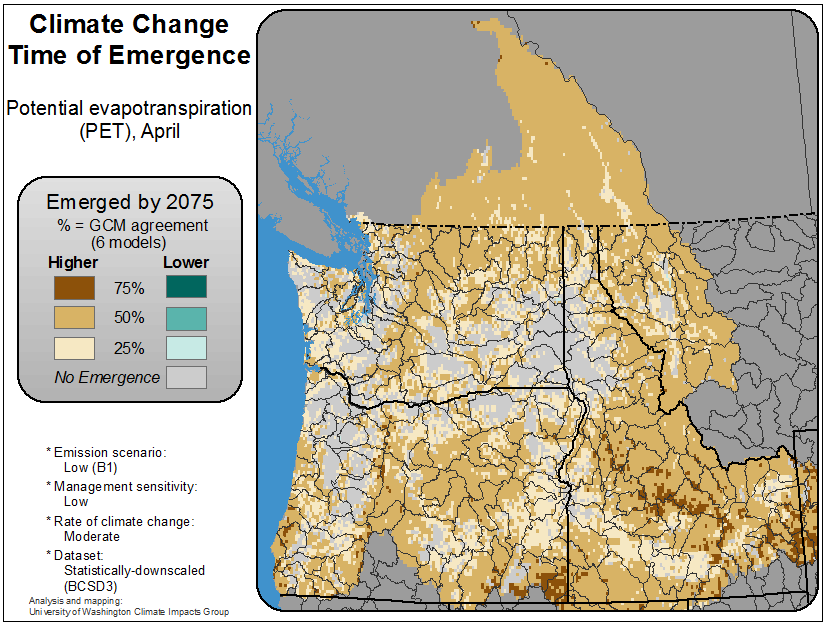 Climate Change
Time of Emergence
Potential evapotranspiration
(PET), April
Emerged by 2075
% = GCM agreement
(6 models)
Higher Lower
75%
50%
25%
No Emergence
* Emission scenario:
Low (B1)
* Management sensitivity:
Low
* Rate of climate change:
Moderate
* Dataset:
Statistically-downscaled
(BCSD3)
Analysis and mapping:
University of Washington Climate Impacts Group